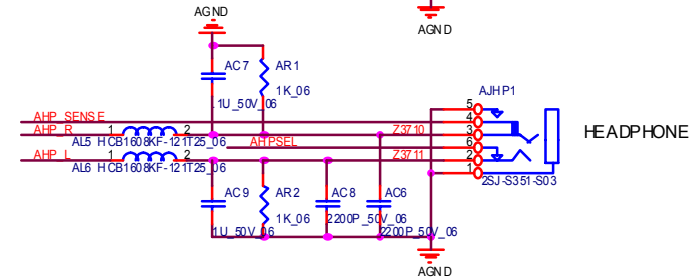 AGND
AGND
AC7
AR1
.1U_50V_06
1K_06
AJHP1
5
AHP_SENSE
4
AHP_R
1
2
Z3710
3
HEADPHONE
AL5 HCB1608KF-121T25_06
AHPSEL
6
AHP_L
1
2
Z3711
2
AL6 HCB1608KF-121T25_06
1
2SJ-S351-S03
AC9
AR2
AC8
AC6
.1U_50V_06
1K_06
2200P_50V_06
2200P_50V_06
AGND